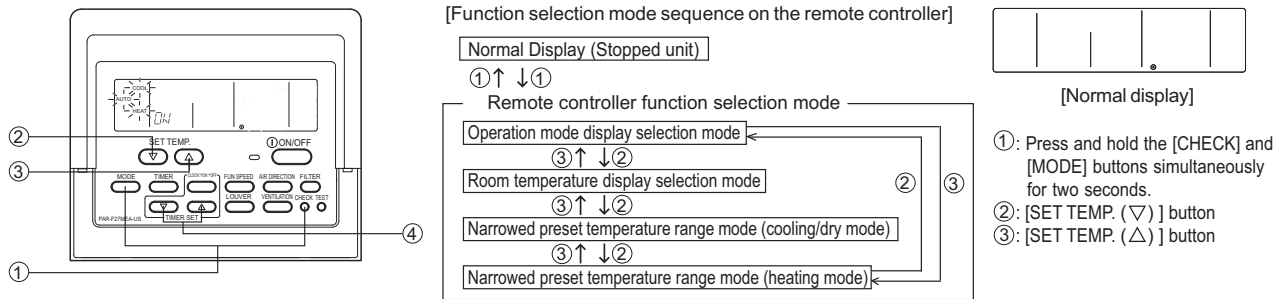 [Function selection mode sequence on the remote controller]
Normal Display (Stopped unit)
①↑ ↓①
Remote controller function selection mode
Operation mode display selection mode
③↑ ↓②
Room temperature display selection mode
③↑ ↓②
Narrowed preset temperature range mode (cooling/dry mode)
③↑ ↓②
Narrowed preset temperature range mode (heating mode)
②
③
[Normal display]
①: Press and hold the [CHECK] and
[MODE] buttons simultaneously
for two seconds.
②: [SET TEMP. (▽) ] button
③: [SET TEMP. (△) ] button
COOL
AUTO
HEAT
ON
②
SET TEMP.
ON/OFF
③
MODE
TIMER
CLOCK→ON→OFF
FUN SPEED
AIR DIRECTION
FILTER
LOUVER
VENTILATION
CHECK
TEST
PAR-F27MEA-US
TIMER SET
④
①